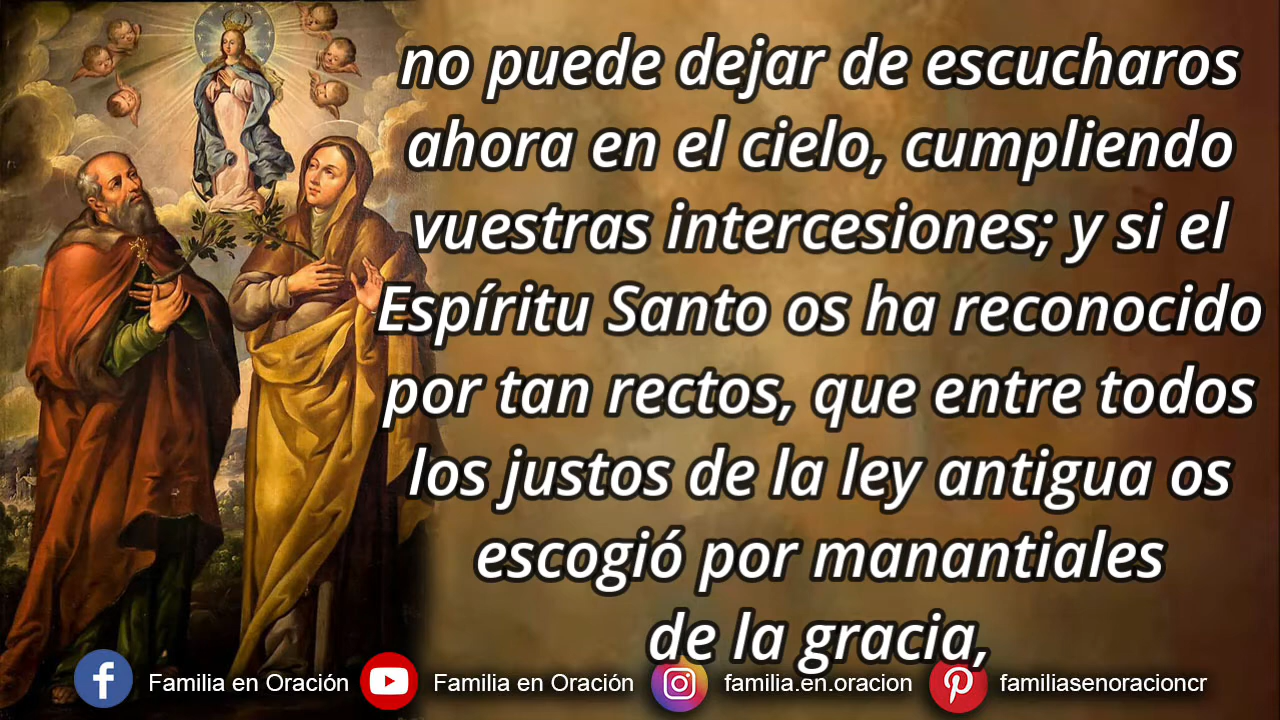 no puede dejar de escucharos
ahora en el cielo, cumpliendo
vuestras intercesiones; y si el
Espíritu Santo os ha reconocido
por tan rectos, que entre todos
los justos de la ley antigua os
escogió por manantiales
de la gracia,
Familia en Oración Familia en Oración familia.en.oracion familiasenoracioncr